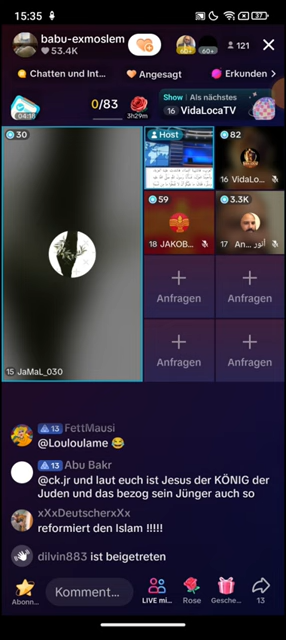 15:35
37
babu-exmoslem
53.4K
60+
121
Chatten und Int...
Angesagt
Erkunden
04:18
0/83
3h29m
Show Als nächstes
16 VidaLocaTV
30
Host
82
16 VidaLo...
59
3.3K
18 JAKOB...
17 An... أنور
Anfragen
Anfragen
Anfragen
Anfragen
15 JaMaL_030
13 FettMausi
@Louloulame 😂
13 Abu Bakr
@ck.jr und laut euch ist Jesus der KÖNIG der
Juden und das bezog sein Jünger auch so
xXxDeutscherxXx
reformiert den Islam !!!!!
dilvin883 ist beigetreten
Komment...
Abonn...
LIVE mi...
Rose
Gesche...
13